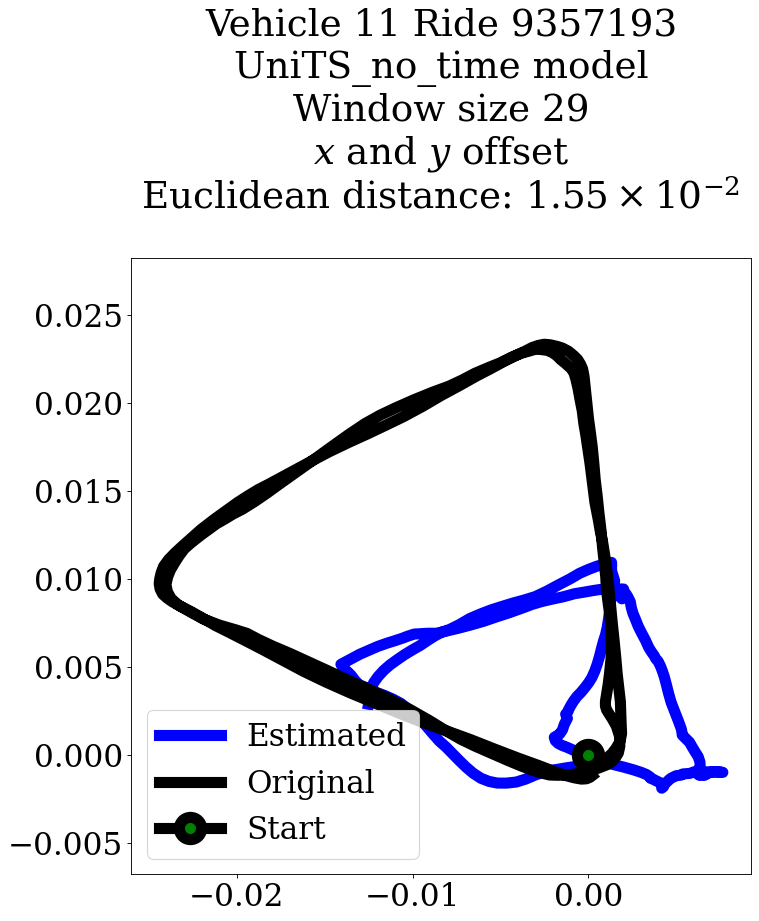 Vehicle 11 Ride 9357193
UniTS_no_time model
Window size 29
x and y offset
Euclidean distance: 1.55 × 10⁻²
0.025
0.020
0.015
0.010
0.005
0.000
−0.005
Estimated
Original
Start
−0.02 −0.01 0.00